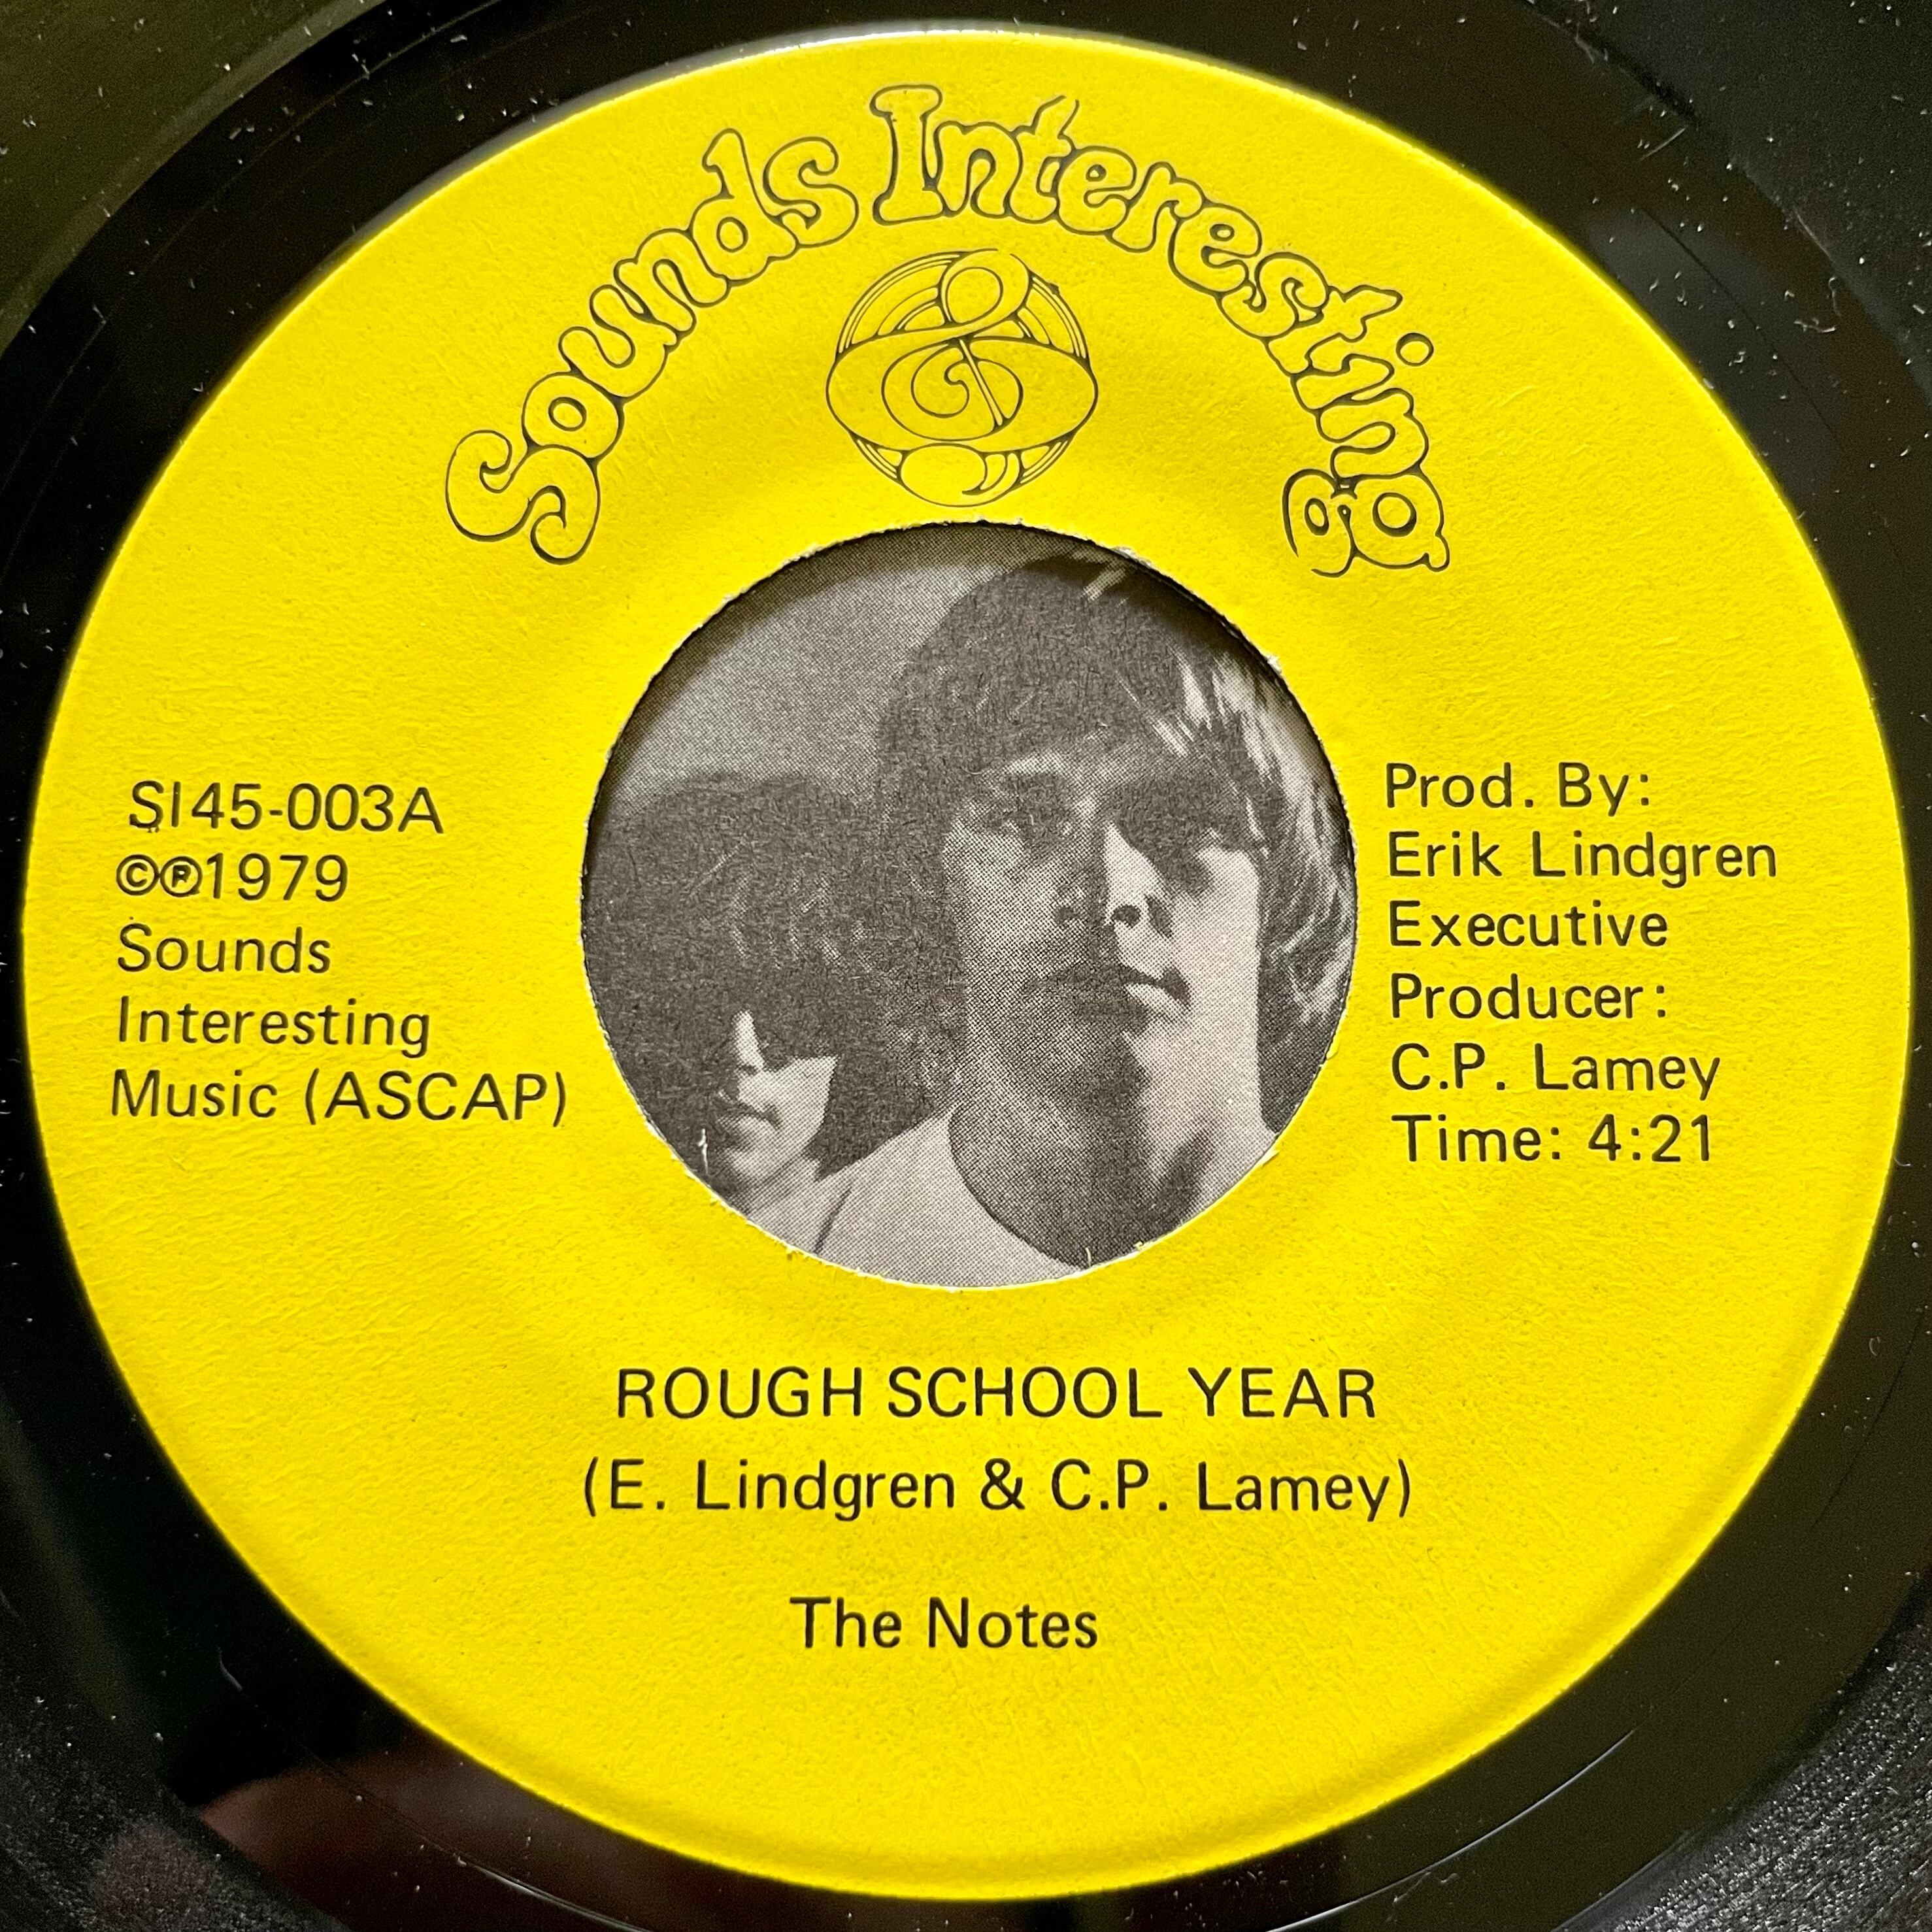 Sounds Interesting
SI45-003A
©℗1979
Sounds
Interesting
Music (ASCAP)
Prod. By:
Erik Lindgren
Executive
Producer:
C.P. Lamey
Time: 4:21
ROUGH SCHOOL YEAR
(E. Lindgren & C.P. Lamey)
The Notes